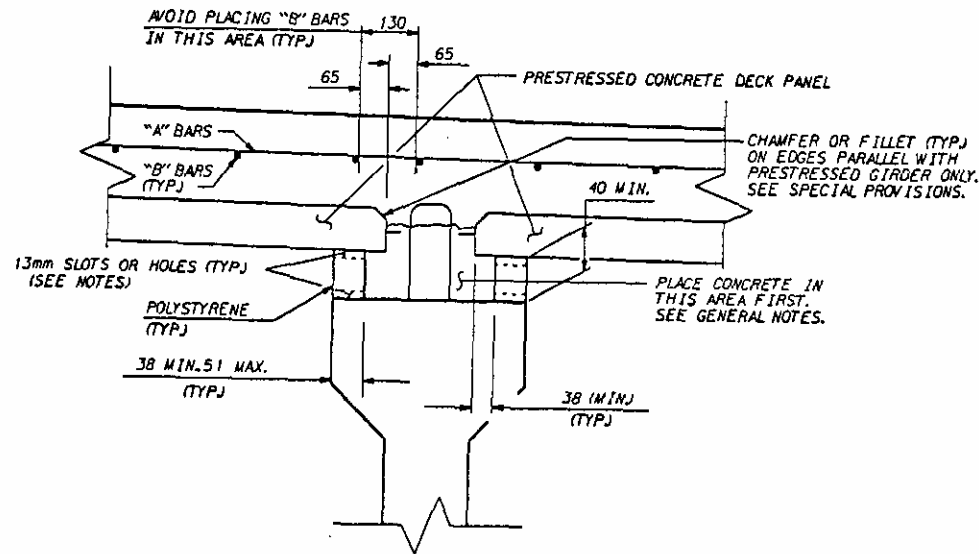 AVOID PLACING "B" BARS
IN THIS AREA (TYP.)
130
65
65
PRESTRESSED CONCRETE DECK PANEL
"A" BARS
"B" BARS
(TYP.)
CHAMFER OR FILLET (TYP.)
ON EDGES PARALLEL WITH
PRESTRESSED GIRDER ONLY.
SEE SPECIAL PROVISIONS.
40 MIN.
13mm SLOTS OR HOLES (TYP.)
(SEE NOTES)
POLYSTYRENE
(TYP.)
PLACE CONCRETE IN
THIS AREA FIRST.
SEE GENERAL NOTES.
38 MIN. 51 MAX.
(TYP.)
38 (MIN.)
(TYP.)